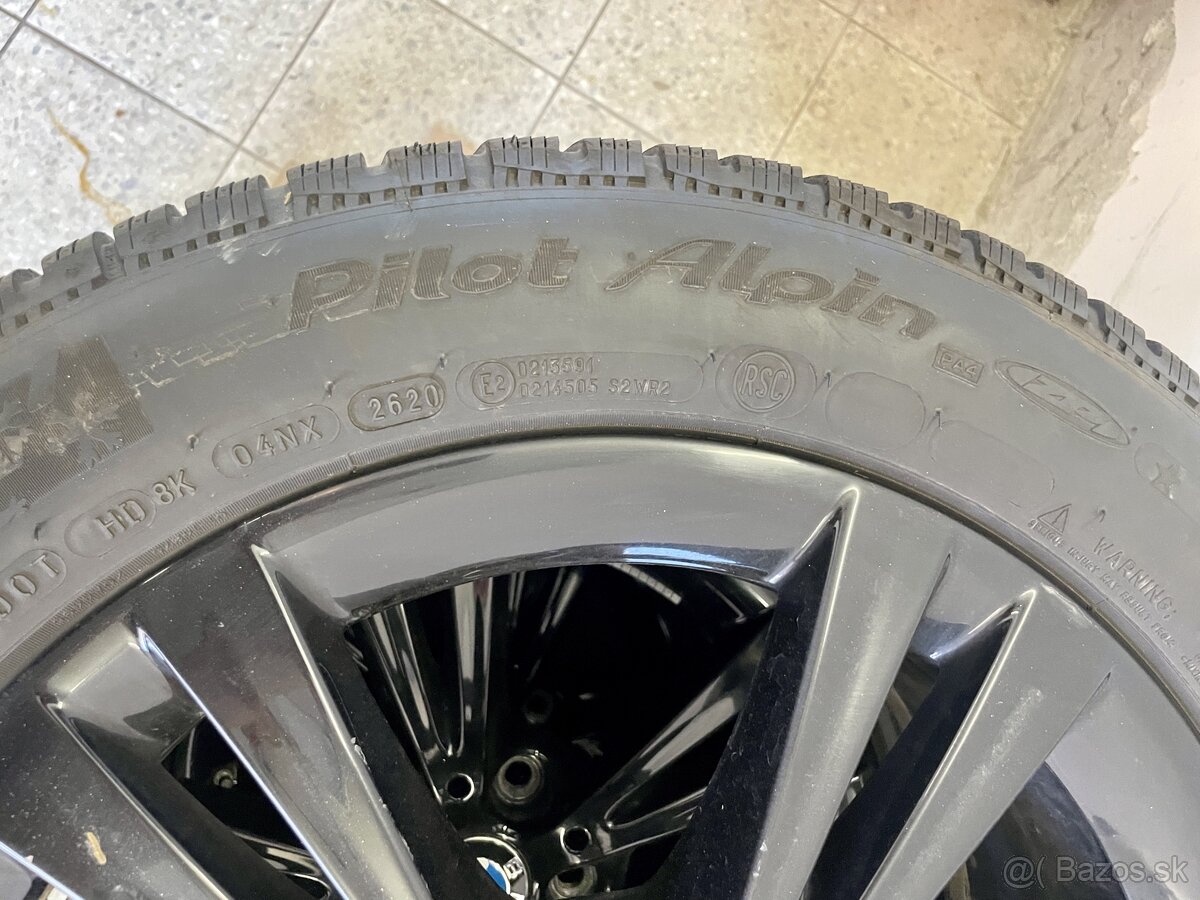 Pilot Alpin
PA4
DOT
HD 8K
04NX
2620
E2
0213591
0214505 S2WR2
RSC
WARNING:
@( Bazos.sk